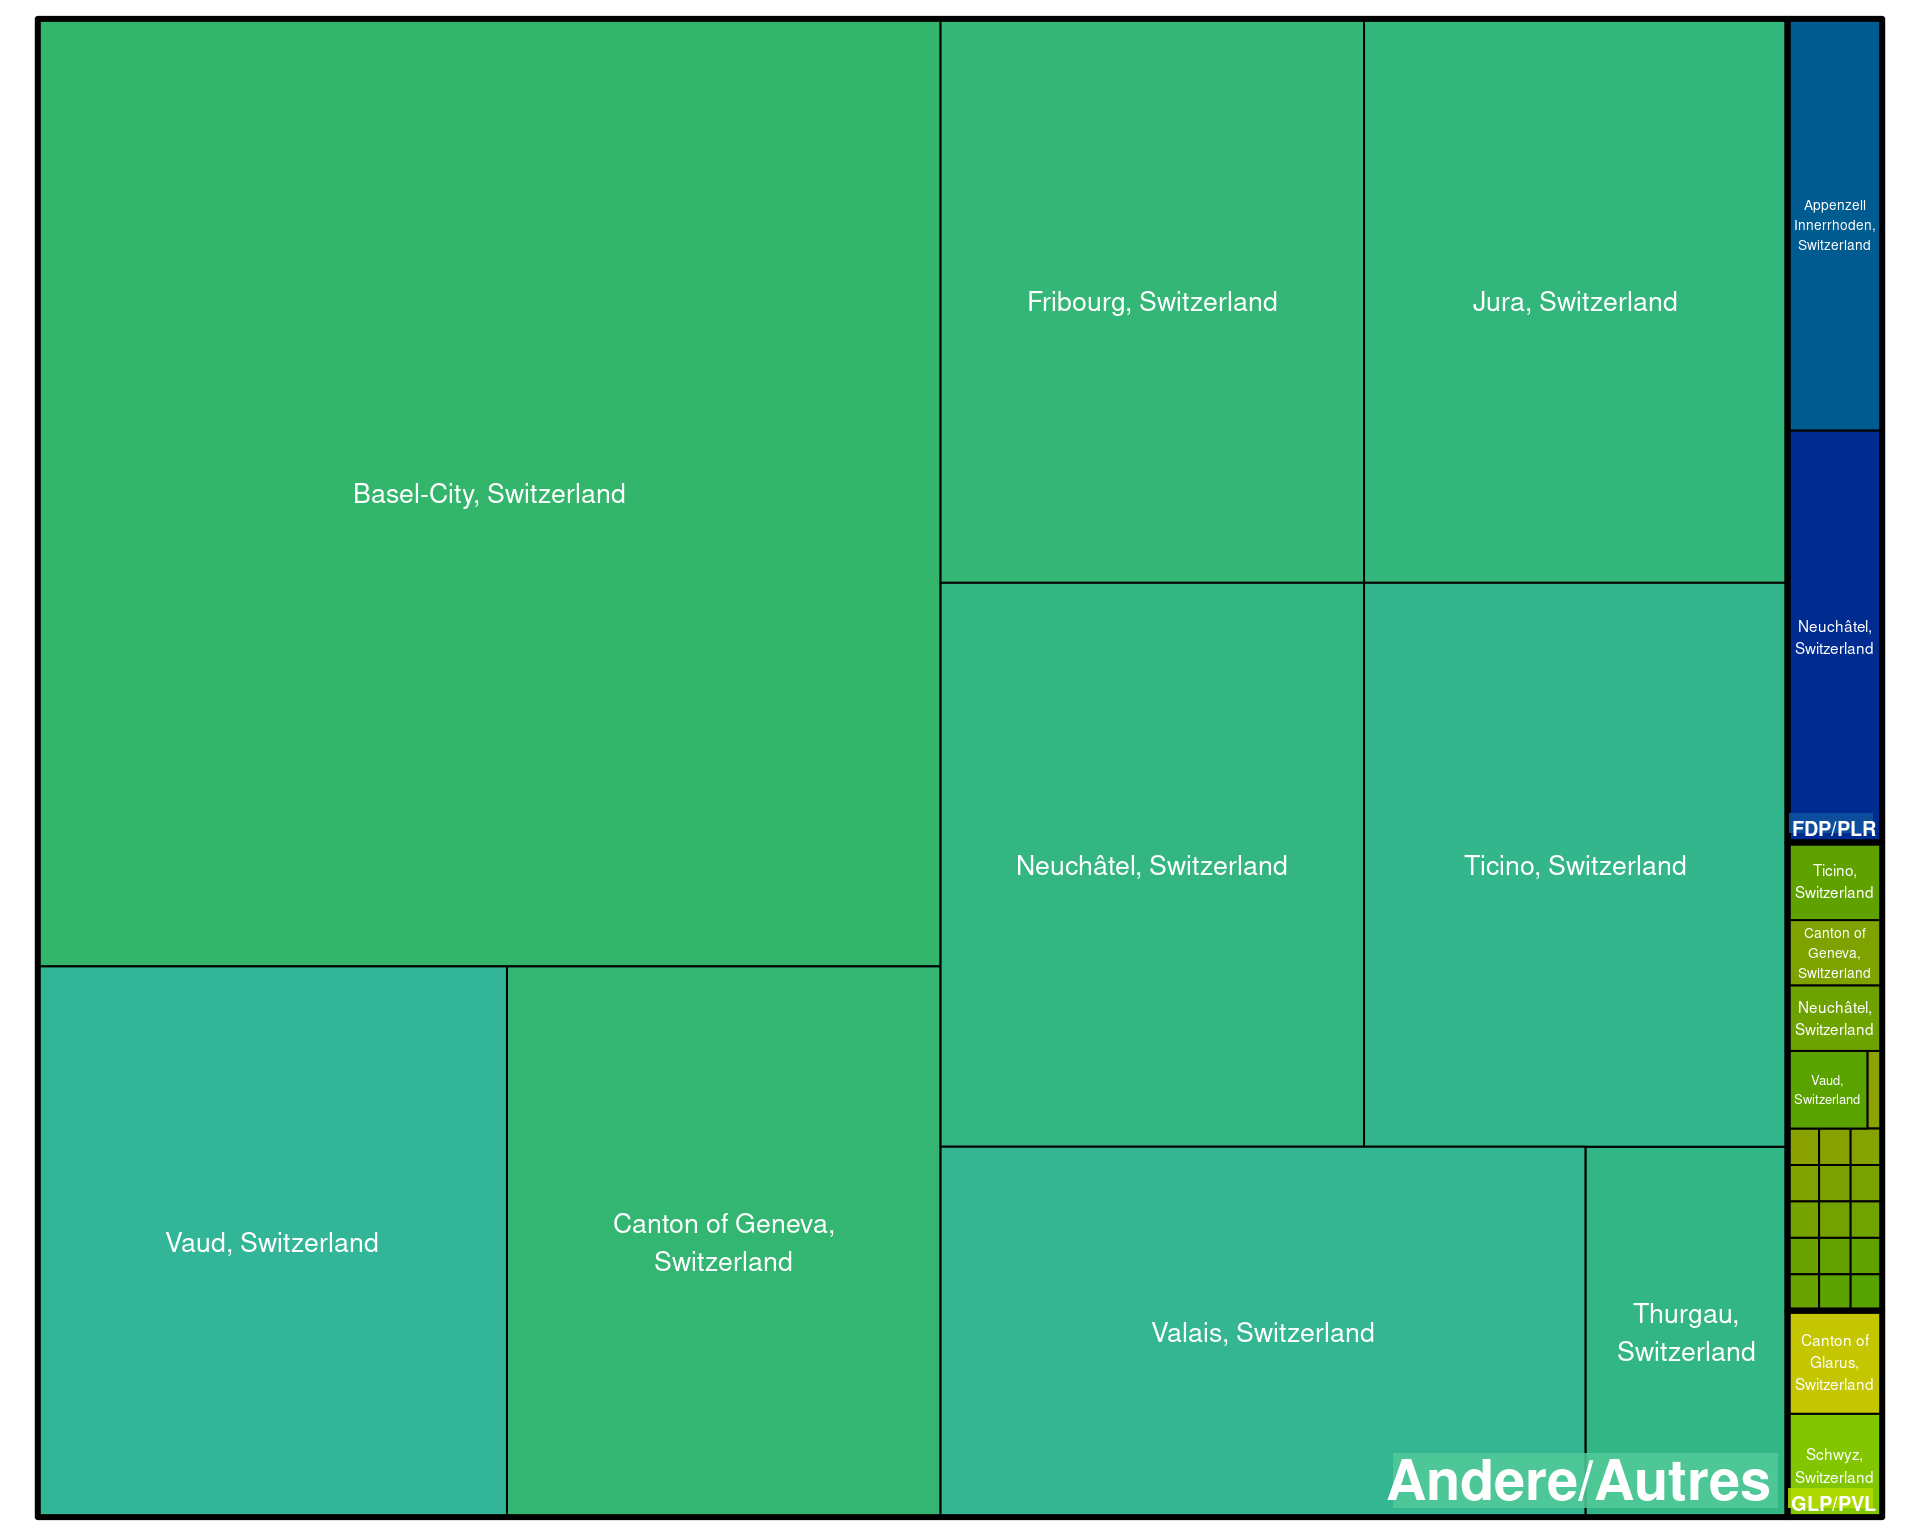 Basel-City, Switzerland
Fribourg, Switzerland
Jura, Switzerland
Neuchâtel, Switzerland
Ticino, Switzerland
Vaud, Switzerland
Canton of Geneva,
Switzerland
Valais, Switzerland
Thurgau,
Switzerland
Andere/Autres
Appenzell
Innerrhoden,
Switzerland
Neuchâtel,
Switzerland
FDP/PLR
Ticino,
Switzerland
Canton of
Geneva,
Switzerland
Neuchâtel,
Switzerland
Vaud,
Switzerland
Canton of
Glarus,
Switzerland
Schwyz,
Switzerland
GLP/PVL